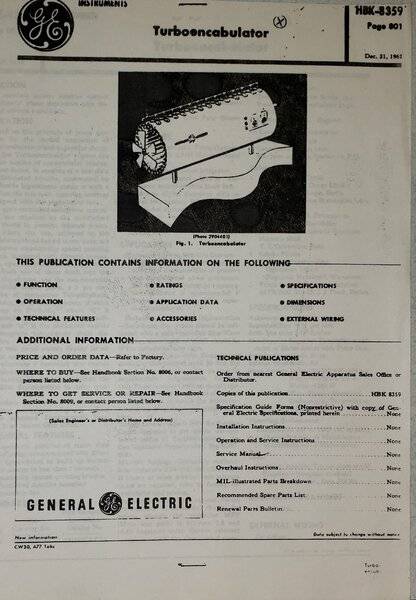 INSTRUMENTS
GE
Turboencabulator
HBK-8359
Page 801
Dec. 31, 1962
(Photo 2904403)
Fig. 1. Turboencabulator
THIS PUBLICATION CONTAINS INFORMATION ON THE FOLLOWING
● FUNCTION ● RATINGS ● SPECIFICATIONS
● OPERATION ● APPLICATION DATA ● DIMENSIONS
● TECHNICAL FEATURES ● ACCESSORIES ● EXTERNAL WIRING
ADDITIONAL INFORMATION
PRICE AND ORDER DATA—Refer to Factory.
WHERE TO BUY—See Handbook Section No. 8006, or contact
person listed below.
WHERE TO GET SERVICE OR REPAIR—See Handbook
Section No. 8009, or contact person listed below.
(Sales Engineer's or Distributor's Name and Address)
GENERAL GE ELECTRIC
TECHNICAL PUBLICATIONS
Order from nearest General Electric Apparatus Sales Office or
Distributor.
Copies of this publication HBK 8359
Specification Guide Forms (Nonrestrictive) with copy of Gen-
eral Electric Specifications, printed herein None
Installation Instructions None
Operation and Service Instructions None
Service Manual None
Overhaul Instructions None
MIL-illustrated Parts Breakdown None
Recommended Spare Parts List None
Renewal Parts Bulletin None
New information
Data subject to change without notice
Turbo-